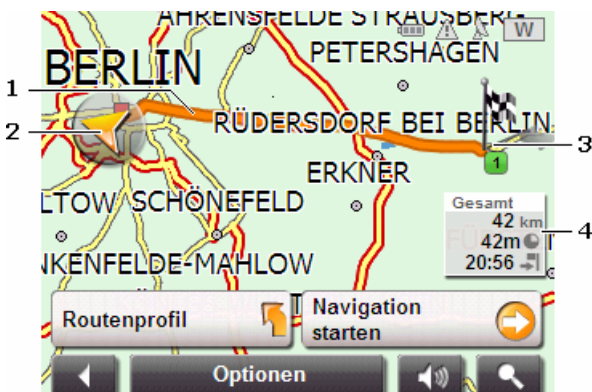 AHRENSFELDE STRAUSBERG
W
PETERSHAGEN
BERLIN
1
RÜDERSDORF BEI BERLIN
2
3
1
ERKNER
LTOW SCHÖNEFELD
Gesamt
42 km
42m
20:56
4
NKENFELDE-MAHLOW
Routenprofil
Navigation
starten
Optionen